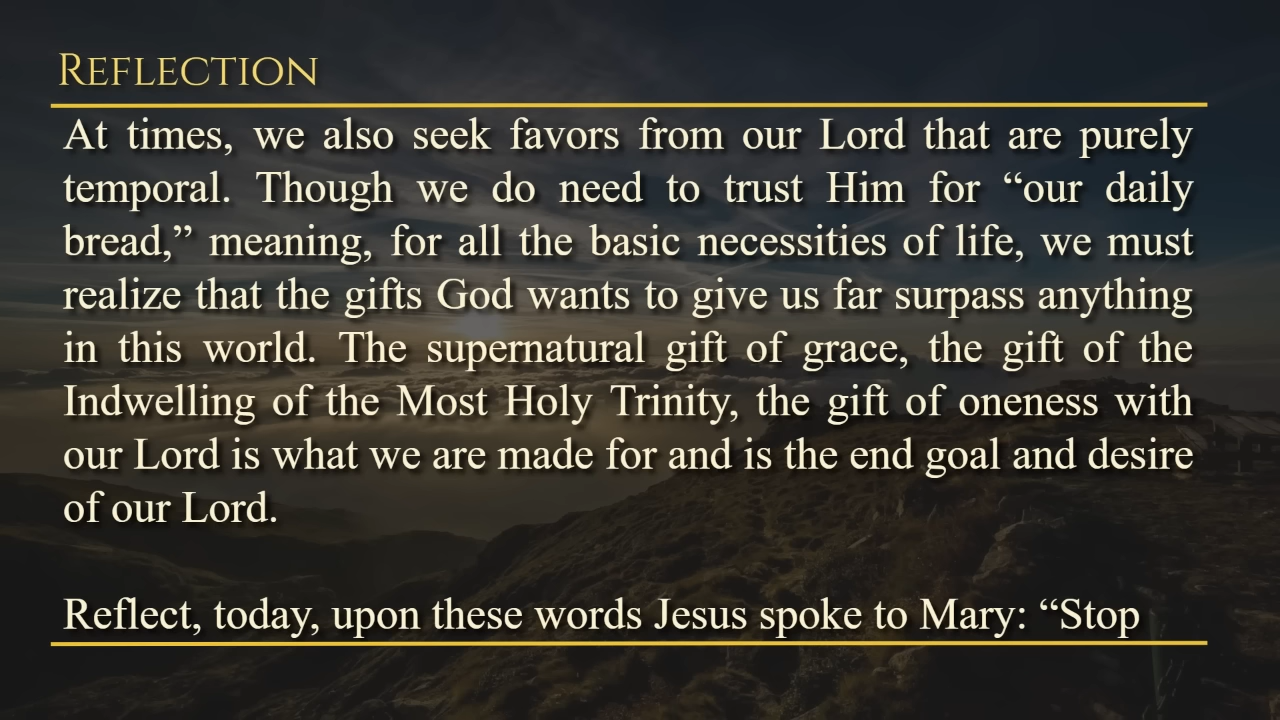 Reflection
At times, we also seek favors from our Lord that are purely
temporal. Though we do need to trust Him for “our daily
bread,” meaning, for all the basic necessities of life, we must
realize that the gifts God wants to give us far surpass anything
in this world. The supernatural gift of grace, the gift of the
Indwelling of the Most Holy Trinity, the gift of oneness with
our Lord is what we are made for and is the end goal and desire
of our Lord.
Reflect, today, upon these words Jesus spoke to Mary: “Stop